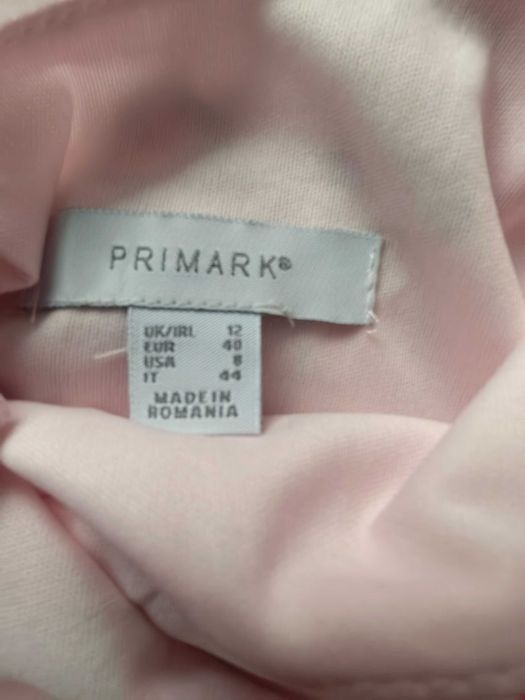 PRIMARK®
UK/IRL 12
EUR 40
USA 8
IT 44
MADE IN
ROMANIA